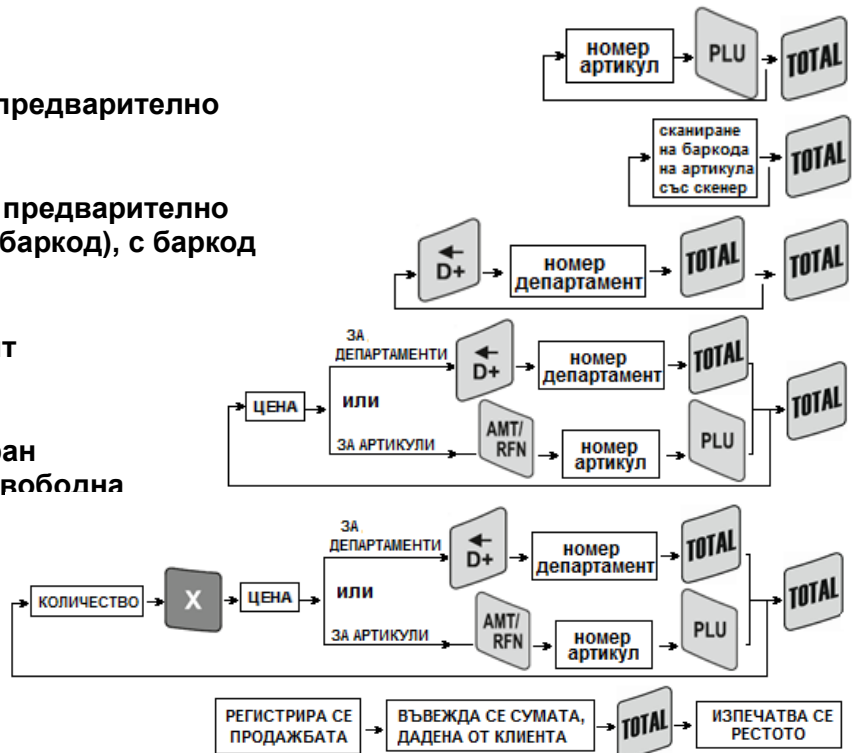 номер
артикул
PLU
TOTAL
предварително
сканиране
на баркода
на артикула
със скенер
TOTAL
предварително
баркод), с баркод
D+
номер
департамент
TOTAL
TOTAL
ЗА
ДЕПАРТАМЕНТИ
D+
номер
департамент
TOTAL
ЦЕНА
или
TOTAL
ЗА АРТИКУЛИ
AMT/
RFN
номер
артикул
PLU
ЗА
ДЕПАРТАМЕНТИ
D+
номер
департамент
TOTAL
КОЛИЧЕСТВО
X
ЦЕНА
или
TOTAL
ЗА АРТИКУЛИ
AMT/
RFN
номер
артикул
PLU
РЕГИСТРИРА СЕ
ПРОДАЖБАТА
ВЪВЕЖДА СЕ СУМАТА,
ДАДЕНА ОТ КЛИЕНТА
TOTAL
ИЗПЕЧАТВА СЕ
РЕСТОТО